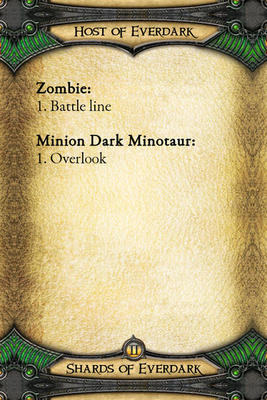 Host of Everdark
Zombie:
1. Battle line
Minion Dark Minotaur:
1. Overlook
II
Shards of Everdark